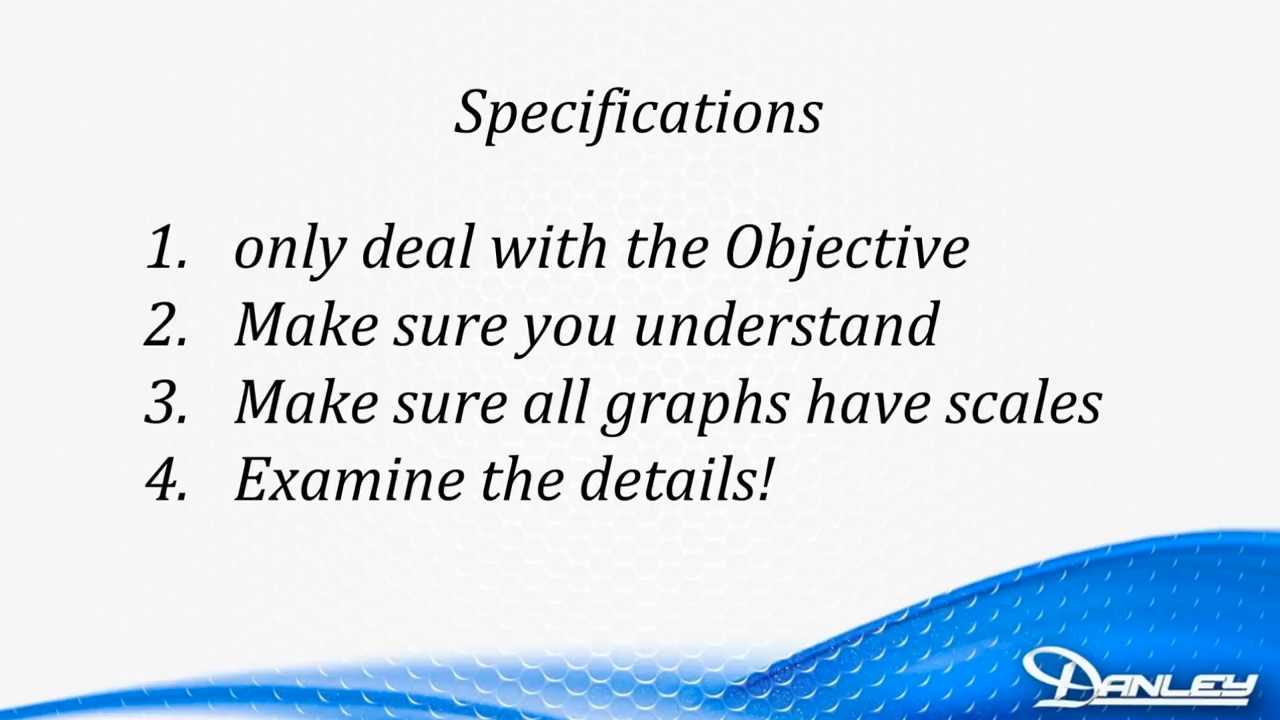 Specifications
1. only deal with the Objective
2. Make sure you understand
3. Make sure all graphs have scales
4. Examine the details!
DANLEY